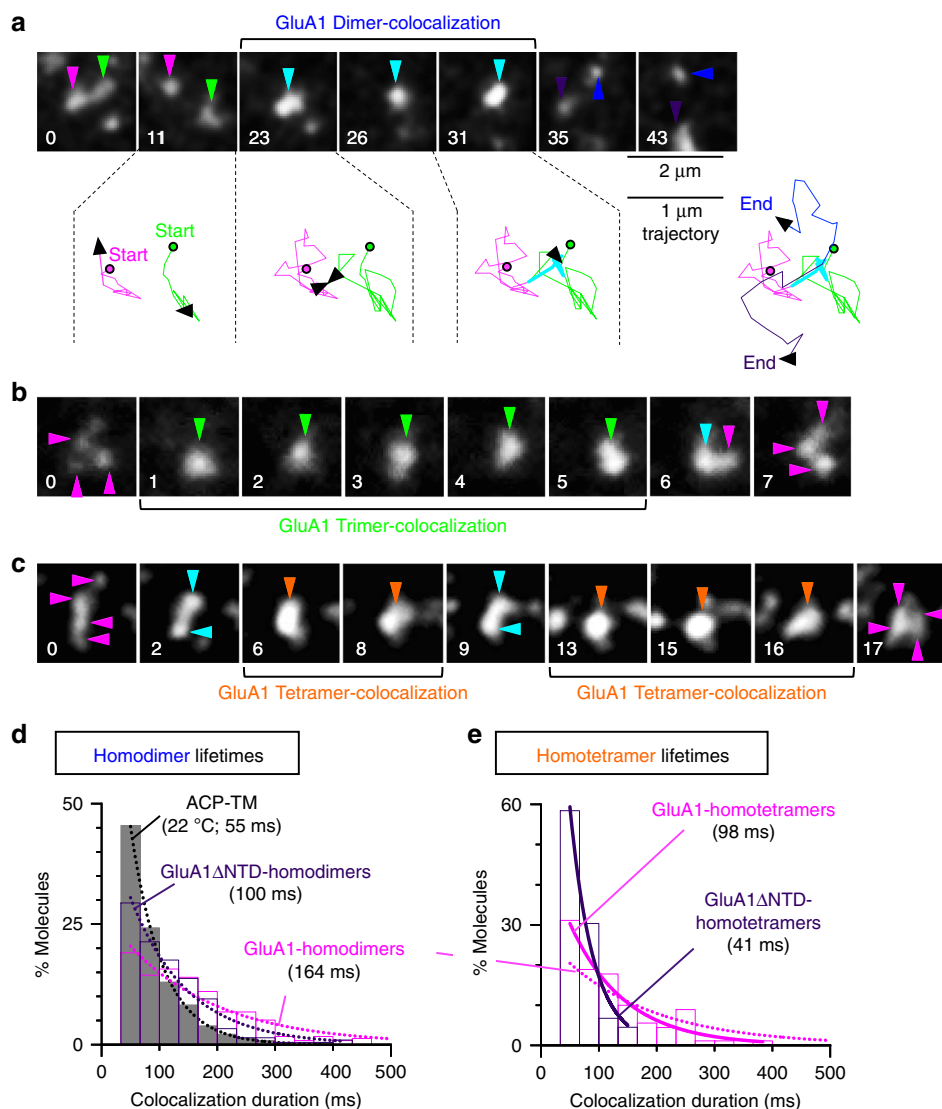 a
GluA1 Dimer-colocalization
0 11 23 26 31 35 43
2 μm
1 μm
trajectory
Start
Start
End
End
b
0 1 2 3 4 5 6 7
GluA1 Trimer-colocalization
c
0 2 6 8 9 13 15 16 17
GluA1 Tetramer-colocalization
GluA1 Tetramer-colocalization
d
Homodimer lifetimes
50
25
0
% Molecules
ACP-TM
(22 °C; 55 ms)
GluA1ΔNTD-homodimers
(100 ms)
GluA1-homodimers
(164 ms)
0 100 200 300 400 500
Colocalization duration (ms)
e
Homotetramer lifetimes
60
30
0
% Molecules
GluA1-homotetramers
(98 ms)
GluA1ΔNTD-
homotetramers
(41 ms)
0 100 200 300 400 500
Colocalization duration (ms)